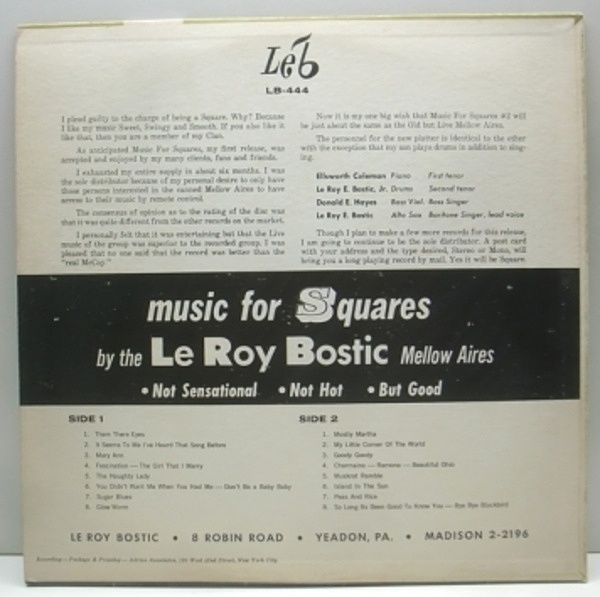 Leb
LB-444
I plead guilty to the charge of being a Square. Why? Because
I like my music Sweet, Swingy and Smooth. If you also like it
like that, then you are a member of my Clan.
As anticipated Music For Squares, my first release, was
accepted and enjoyed by my many clients, fans and friends.
I exhausted my entire supply in about six months. I was
the sole distributor because of my personal desire to only have
those persons interested in the canned Mellow Aires to have
access to their music by remote control.
The consensus of opinion as to the rating of the disc was
that it was quite different from the other records on the market.
I personally felt that it was entertaining but that the Live
music of the group was superior to the recorded group. I was
pleased that no one said that the record was better than the
"real McCoy."
Now it is my one big wish that Music For Squares #2 will
be just about the same as the Old but Live Mellow Aires.
The personnel for the new platter is identical to the other
with the exception that my son plays drums in addition to sing-
ing.
Ellsworth Coleman Piano First tenor
Le Roy E. Bostic, Jr. Drums Second tenor
Donald E. Hayes Bass Viol, Bass Singer
Le Roy E. Bostic Alto Sax Baritone Singer, lead voice
Though I plan to make a few more records for this release,
I am going to continue to be the sole distributor. A post card
with your address and the type desired, Stereo or Mono, will
bring you a long playing record by mail. Yes it will be Square.
music for Squares
by the Le Roy Bostic Mellow Aires
• Not Sensational • Not Hot • But Good
SIDE 1
1. Them There Eyes
2. It Seems To Me I've Heard That Song Before
3. Mary Ann
4. Fascination — The Girl That I Marry
5. The Naughty Lady
6. You Didn't Want Me When You Had Me — Don't Be a Baby Baby
7. Sugar Blues
8. Glow Worm
SIDE 2
1. Mostly Martha
2. My Little Corner Of The World
3. Goody Goody
4. Charmaine — Ramona — Beautiful Ohio
5. Muskrat Ramble
6. Island In The Sun
7. Peas And Rice
8. So Long Its Been Good To Know You — Bye Bye Blackbird
LE ROY BOSTIC • 8 ROBIN ROAD • YEADON, PA. • MADISON 2-2196
Recording — Package & Pressing — Street, New York City